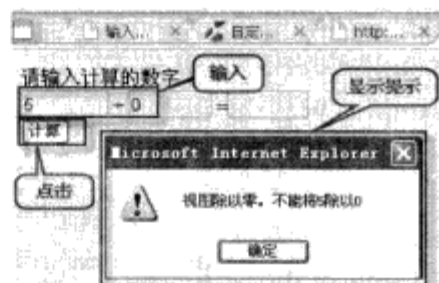 输入... × 自定... × http:... ×
请输入计算的数字
输入
显示提示
5 ÷ 0 =
计算
点击
Microsoft Internet Explorer
视图除以零。不能将5除以0
确定